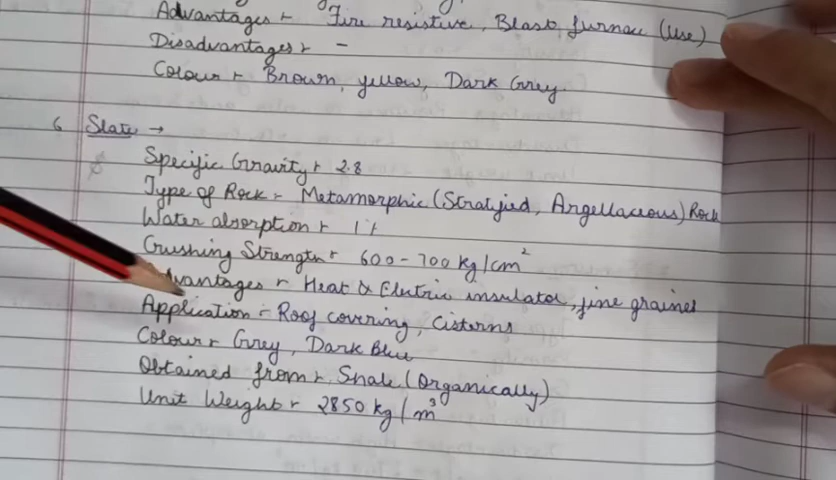 Advantages :- Fire resistive, Blast furnace (Use)
Disadvantages :- -
Colour :- Brown, yellow, Dark Grey.
6 Slate →
Specific Gravity :- 2.8
Type of Rock :- Metamorphic (Stratified, Argellaceous) Rock
Water absorption :- 1%
Crushing Strength :- 600-700 kg/cm²
dvantages :- Heat & Electric insulator, fine grained
Application :- Roof covering, Cisterns
Colour :- Grey, Dark Blue
Obtained from :- Shale (Organically)
Unit Weight :- 2850 kg/m³